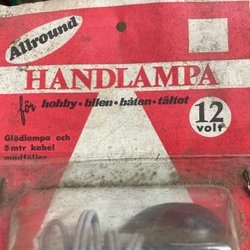 Allround
HANDLAMPA
för hobby • bilen • båten • tältet
12
volt
Glödlampa och
5 mtr kabel
medföljer